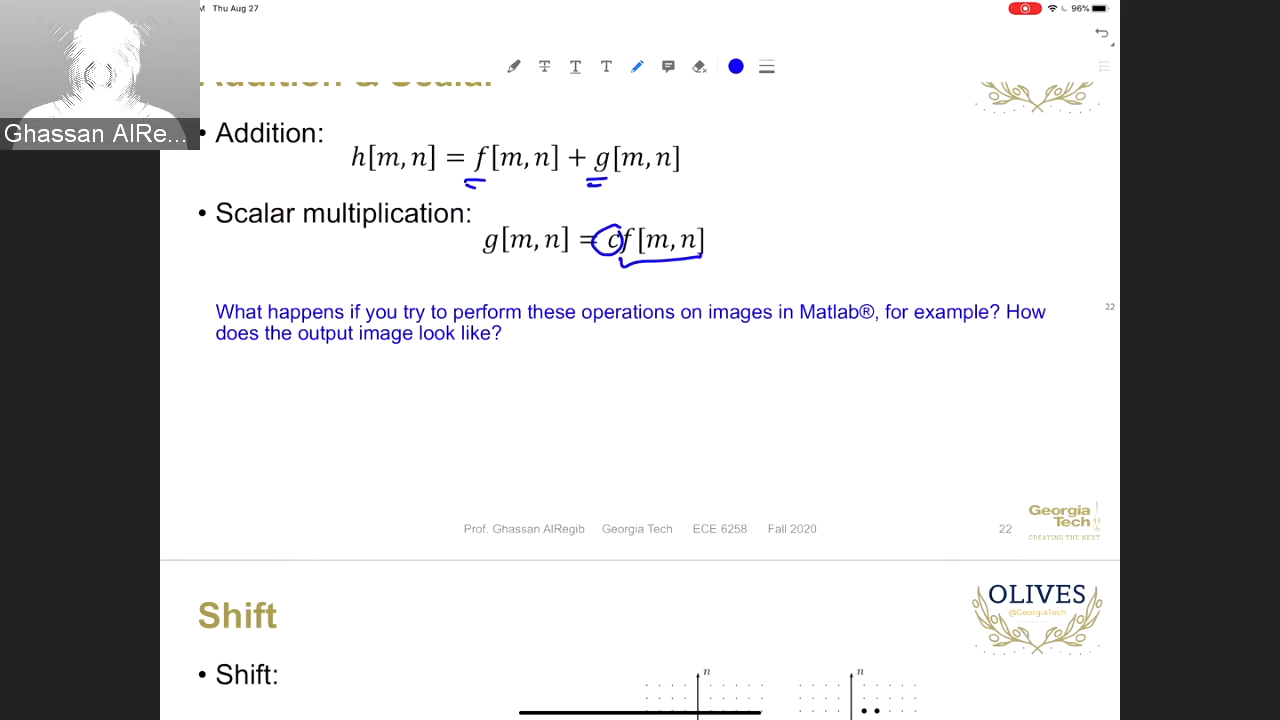 M Thu Aug 27
96%
Ghassan AlRe...
• Addition:
h[m, n] = f[m, n] + g[m, n]
• Scalar multiplication:
g[m, n] = cf[m, n]
What happens if you try to perform these operations on images in Matlab®, for example? How
does the output image look like?
22
Prof. Ghassan AlRegib Georgia Tech ECE 6258 Fall 2020
22
Georgia
Tech
CREATING THE NEXT
Shift
OLIVES
@GeorgiaTech
• Shift:
n
n